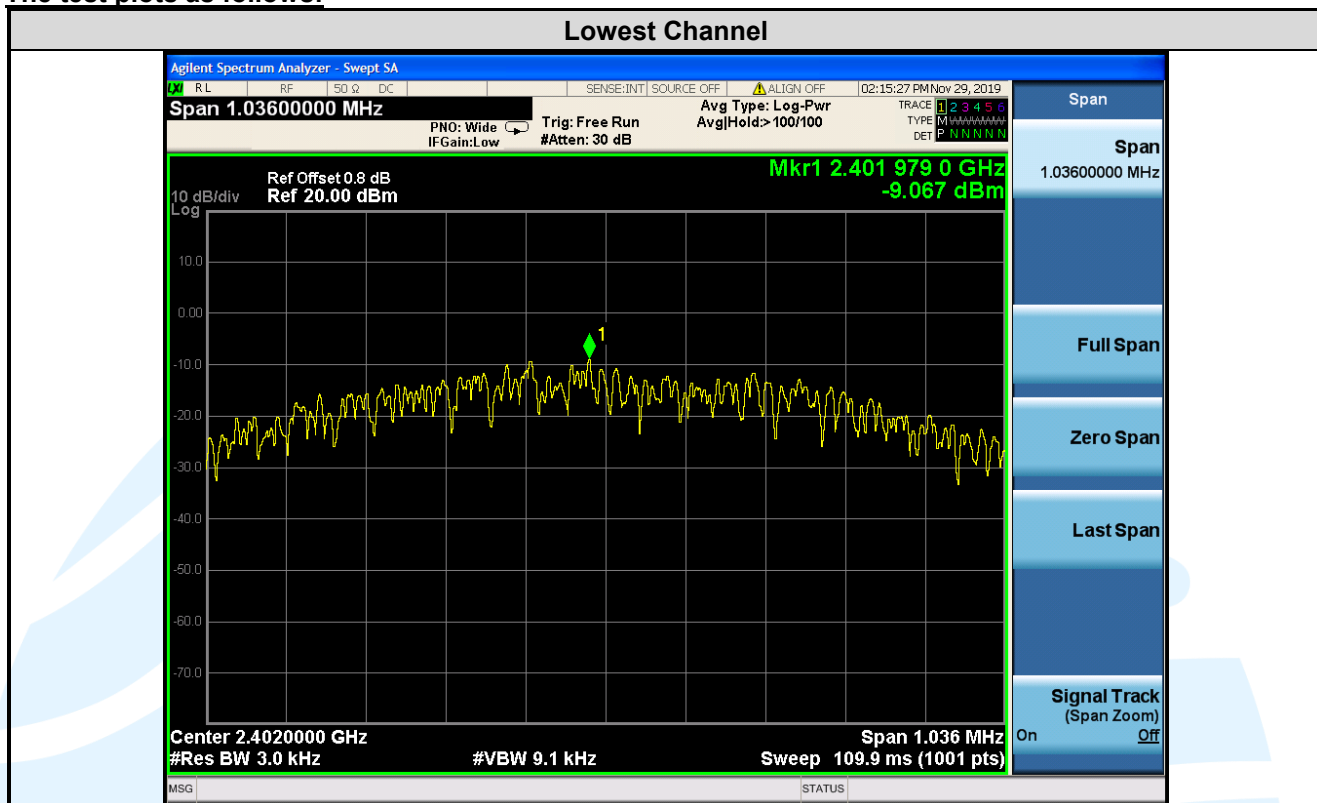 The test plots as follows:
Lowest Channel
Agilent Spectrum Analyzer - Swept SA
LXI RL RF 50 Ω DC SENSE:INT SOURCE OFF ALIGN OFF 02:15:27 PM Nov 29, 2019
Span 1.03600000 MHz
PNO: Wide
IFGain:Low
Trig: Free Run
#Atten: 30 dB
Avg Type: Log-Pwr
Avg|Hold:>100/100
TRACE 1 2 3 4 5 6
TYPE M WWWWW
DET P N N N N N
Mkr1 2.401 979 0 GHz
-9.067 dBm
Ref Offset 0.8 dB
10 dB/div Ref 20.00 dBm
Log
10.0
0.00
-10.0
-20.0
-30.0
-40.0
-50.0
-60.0
-70.0
1
Center 2.4020000 GHz
Span 1.036 MHz
#Res BW 3.0 kHz
#VBW 9.1 kHz
Sweep 109.9 ms (1001 pts)
MSG
STATUS
Span
Span
1.03600000 MHz
Full Span
Zero Span
Last Span
Signal Track
(Span Zoom)
On Off